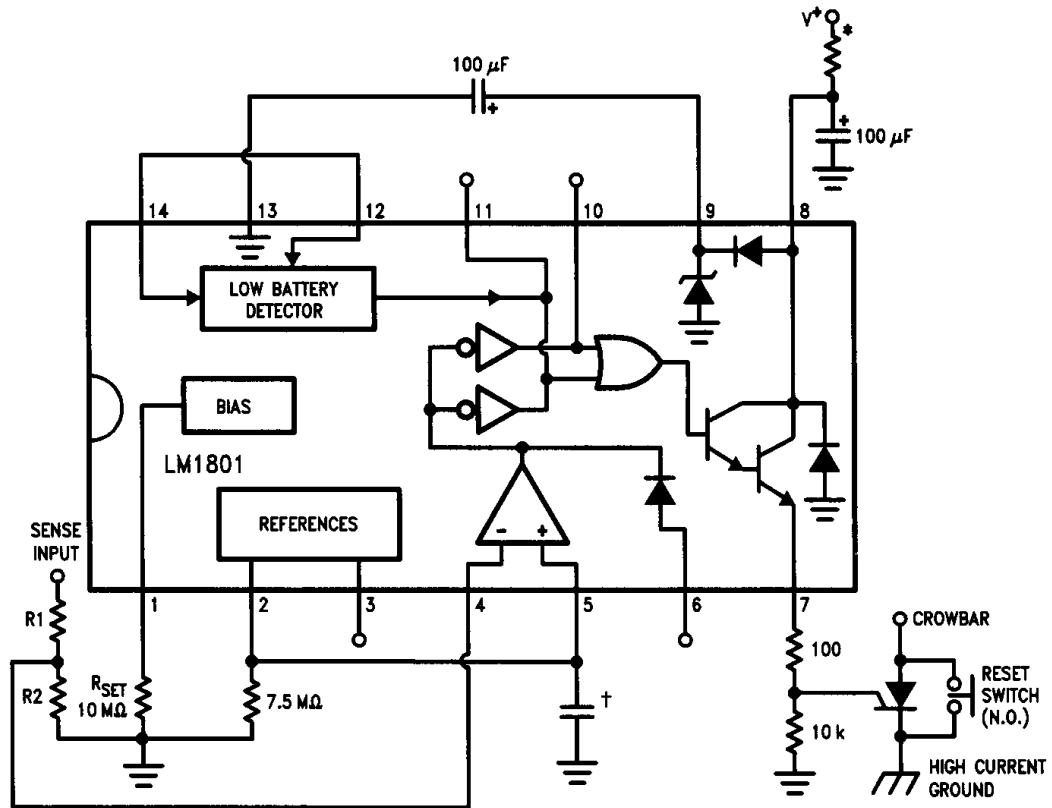 V+
*
100 µF
+
+
100 µF
14
13
12
11
10
9
8
LOW BATTERY
DETECTOR
BIAS
LM1801
REFERENCES
-
+
SENSE
INPUT
1
2
3
4
5
6
7
R1
R2
RSET
10 MΩ
7.5 MΩ
†
100
10 k
CROWBAR
RESET
SWITCH
(N.O.)
HIGH CURRENT
GROUND